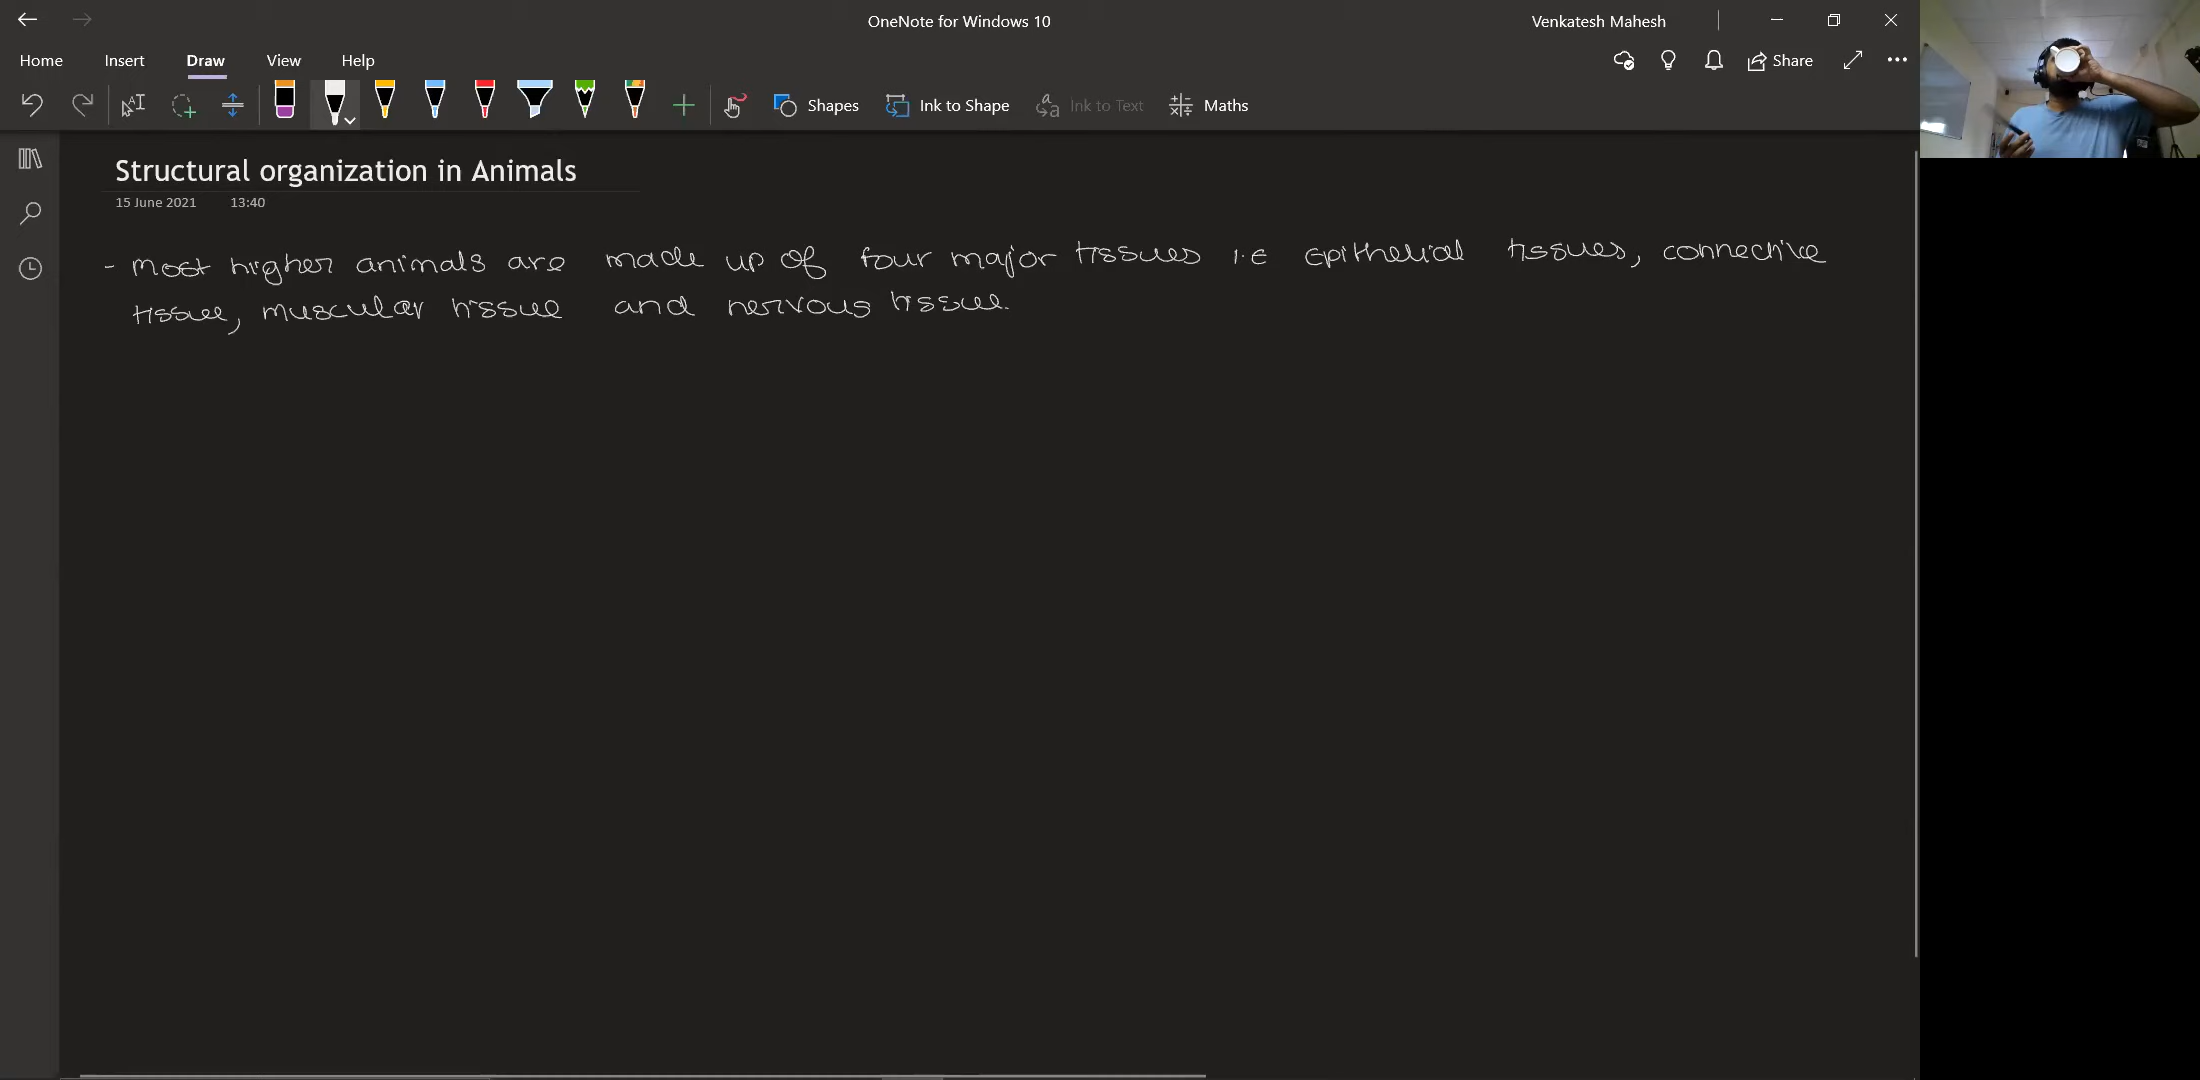 OneNote for Windows 10
Venkatesh Mahesh
Home Insert Draw View Help
Share
Shapes Ink to Shape Ink to Text Maths
Structural organization in Animals
15 June 2021 13:40
- most higher animals are made up of four major tissues i.e Epithelial tissues, connective
tissue, muscular tissue and nervous tissue.